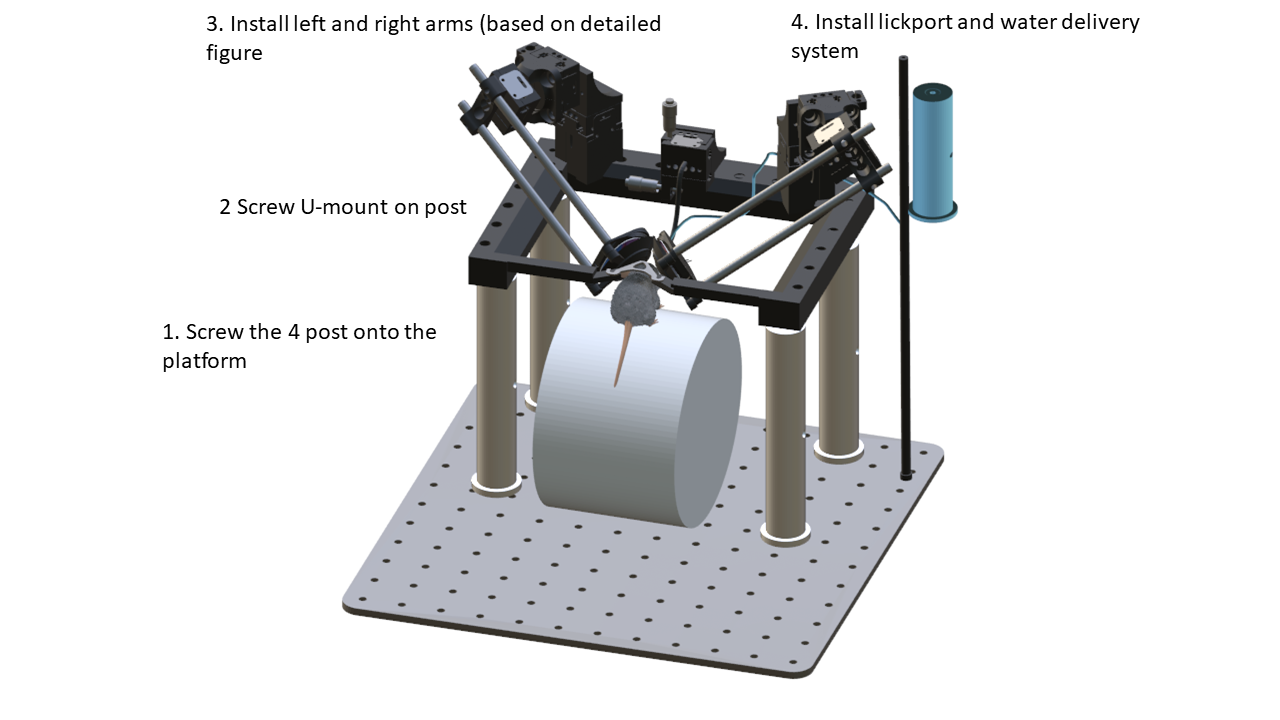 3. Install left and right arms (based on detailed
figure
4. Install lickport and water delivery
system
2 Screw U-mount on post
1. Screw the 4 post onto the
platform